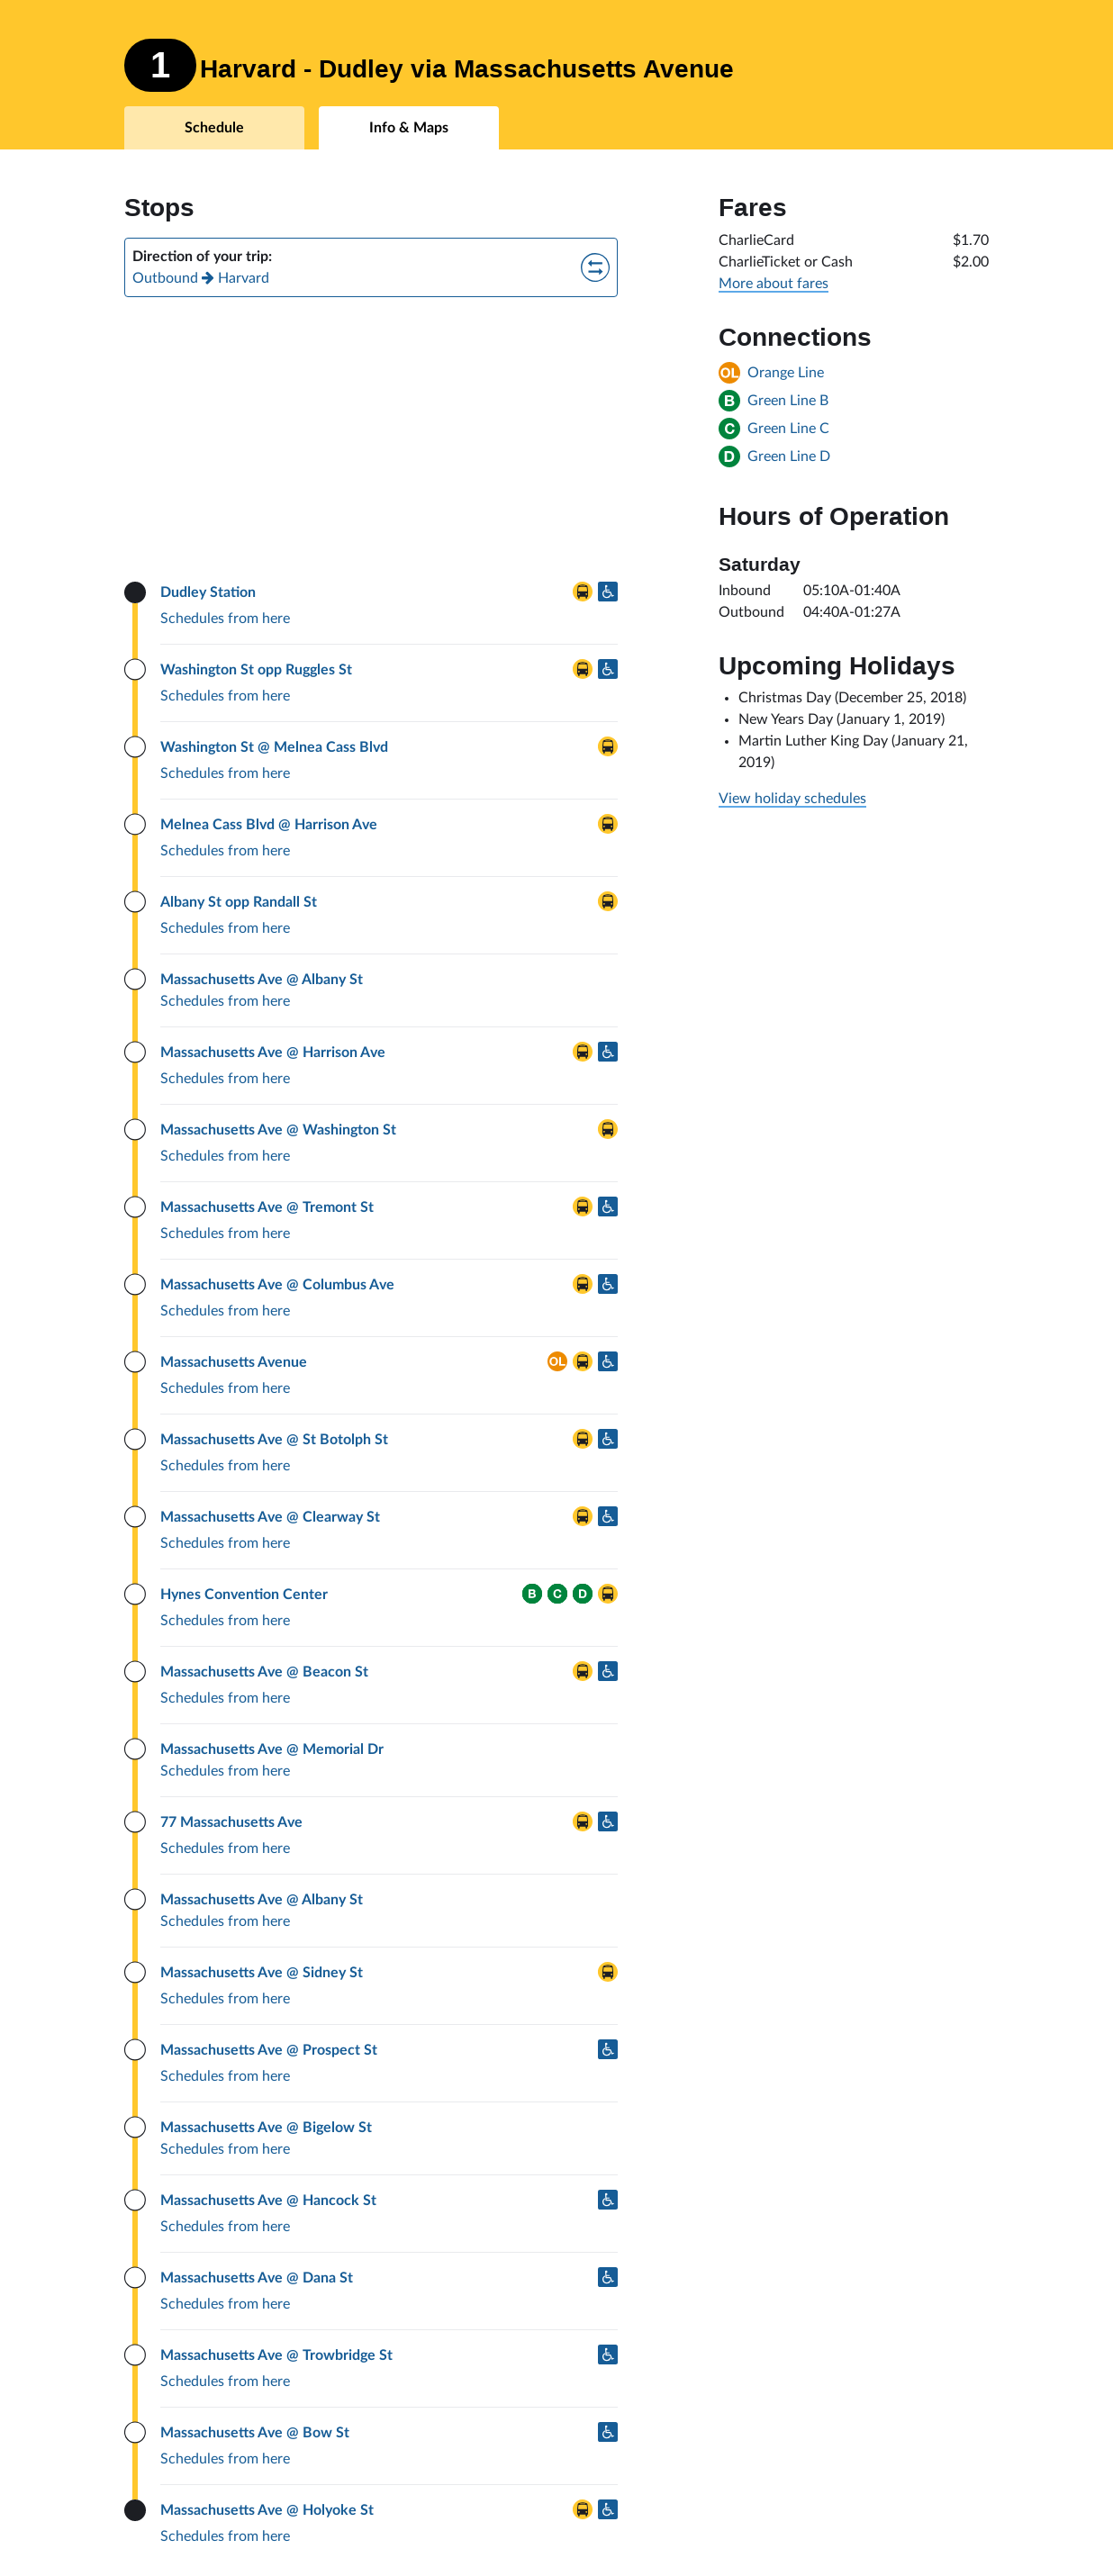 1 Harvard - Dudley via Massachusetts Avenue
Schedule
Info & Maps
Stops
Direction of your trip:
Outbound → Harvard
Dudley Station
Schedules from here
Washington St opp Ruggles St
Schedules from here
Washington St @ Melnea Cass Blvd
Schedules from here
Melnea Cass Blvd @ Harrison Ave
Schedules from here
Albany St opp Randall St
Schedules from here
Massachusetts Ave @ Albany St
Schedules from here
Massachusetts Ave @ Harrison Ave
Schedules from here
Massachusetts Ave @ Washington St
Schedules from here
Massachusetts Ave @ Tremont St
Schedules from here
Massachusetts Ave @ Columbus Ave
Schedules from here
Massachusetts Avenue OL
Schedules from here
Massachusetts Ave @ St Botolph St
Schedules from here
Massachusetts Ave @ Clearway St
Schedules from here
Hynes Convention Center B C D
Schedules from here
Massachusetts Ave @ Beacon St
Schedules from here
Massachusetts Ave @ Memorial Dr
Schedules from here
77 Massachusetts Ave
Schedules from here
Massachusetts Ave @ Albany St
Schedules from here
Massachusetts Ave @ Sidney St
Schedules from here
Massachusetts Ave @ Prospect St
Schedules from here
Massachusetts Ave @ Bigelow St
Schedules from here
Massachusetts Ave @ Hancock St
Schedules from here
Massachusetts Ave @ Dana St
Schedules from here
Massachusetts Ave @ Trowbridge St
Schedules from here
Massachusetts Ave @ Bow St
Schedules from here
Massachusetts Ave @ Holyoke St
Schedules from here
Fares
CharlieCard $1.70
CharlieTicket or Cash $2.00
More about fares
Connections
OL Orange Line
B Green Line B
C Green Line C
D Green Line D
Hours of Operation
Saturday
Inbound 05:10A-01:40A
Outbound 04:40A-01:27A
Upcoming Holidays
• Christmas Day (December 25, 2018)
• New Years Day (January 1, 2019)
• Martin Luther King Day (January 21,
2019)
View holiday schedules